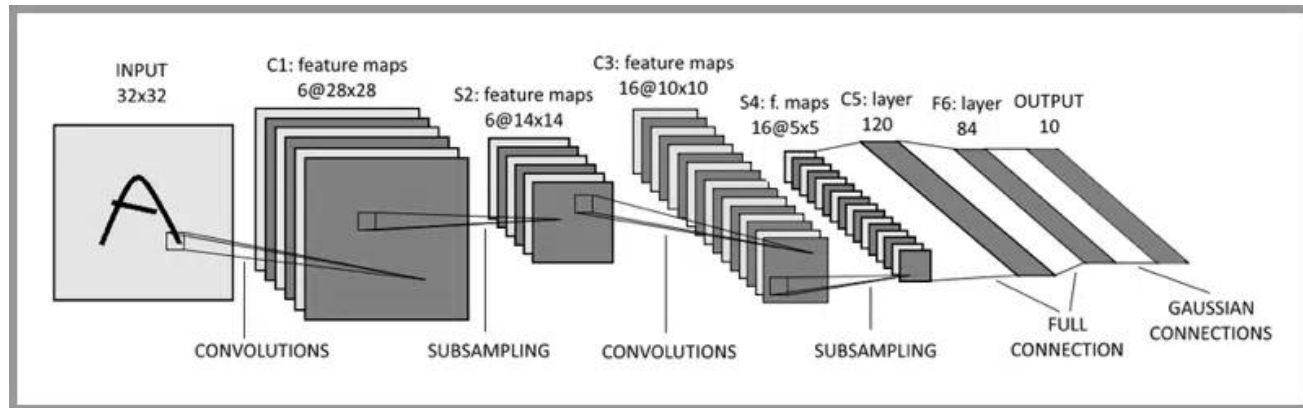 INPUT
32x32
C1: feature maps
6@28x28
S2: feature maps
6@14x14
C3: feature maps
16@10x10
S4: f. maps
16@5x5
C5: layer
120
F6: layer
84
OUTPUT
10
A
CONVOLUTIONS
SUBSAMPLING
CONVOLUTIONS
SUBSAMPLING
FULL
CONNECTION
GAUSSIAN
CONNECTIONS